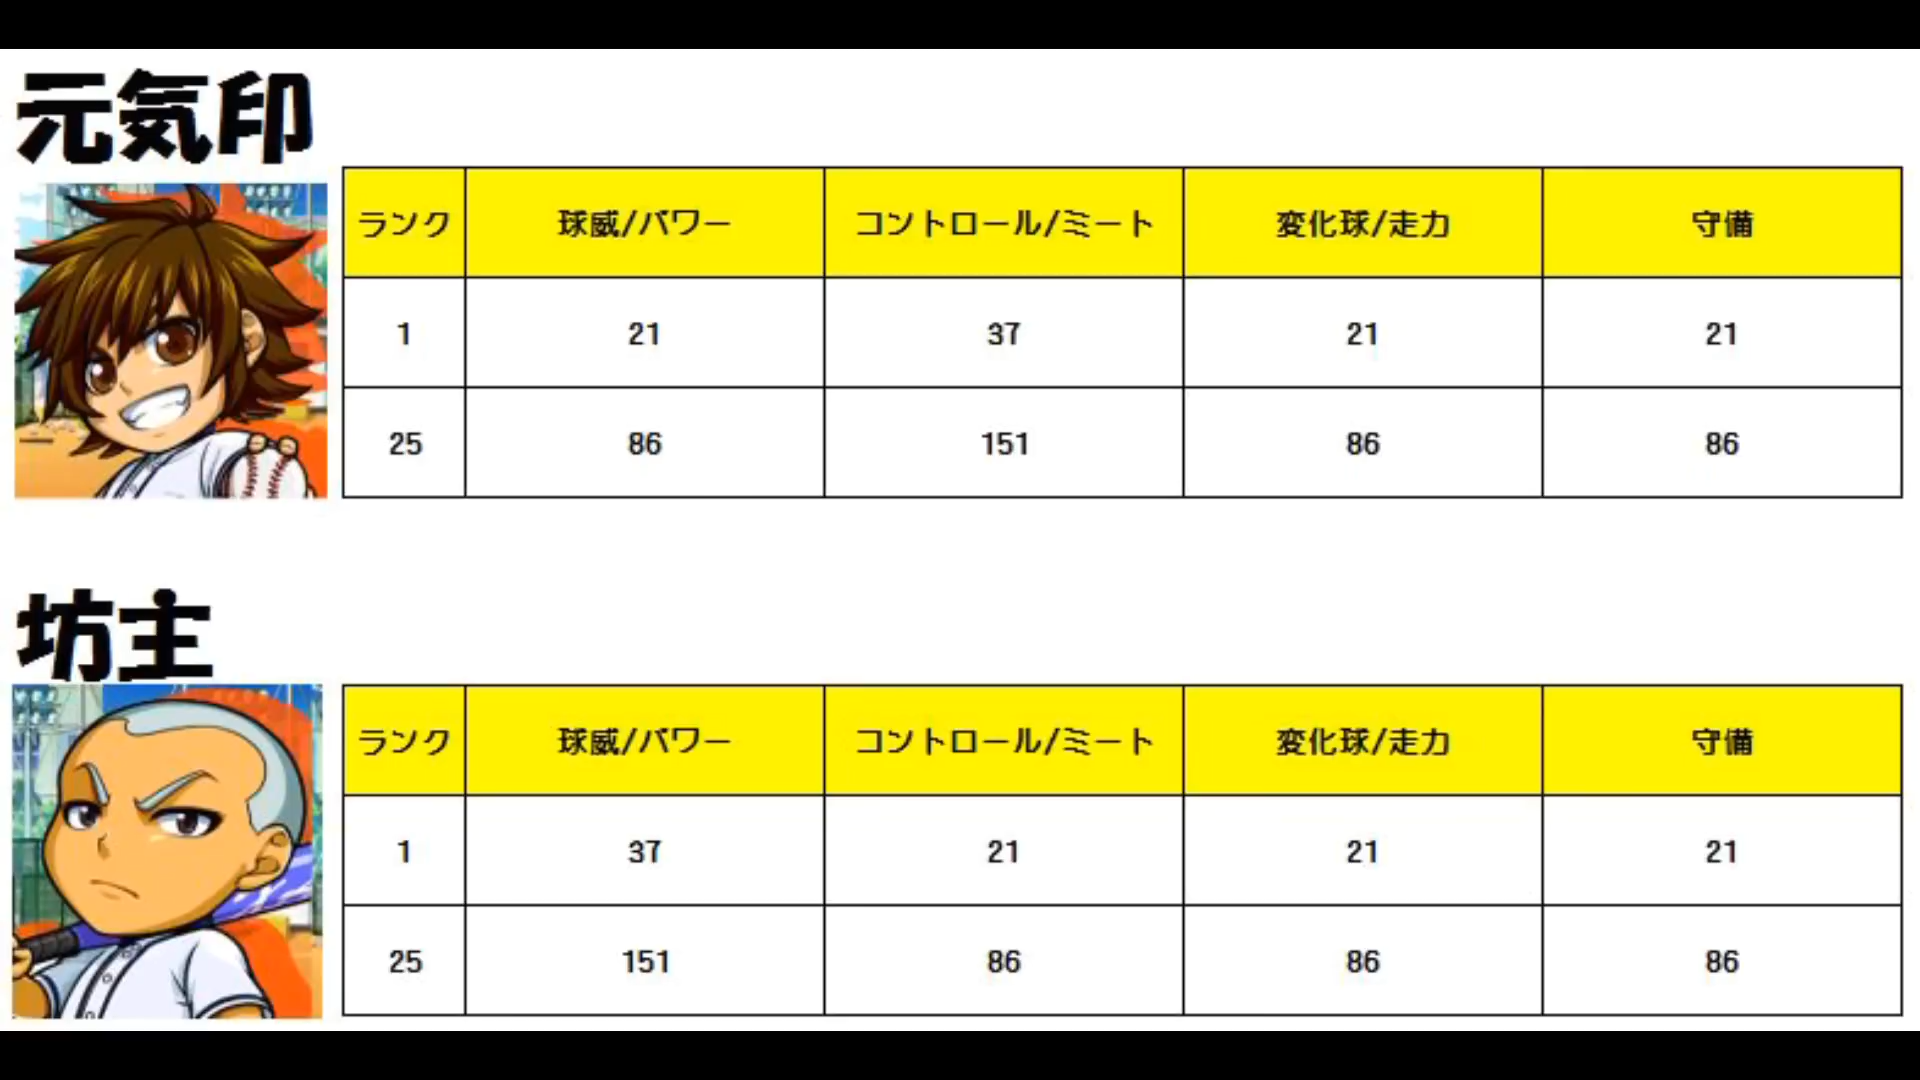 元気印
ランク 球威/パワー コントロール/ミート 変化球/走力 守備
1 21 37 21 21
25 86 151 86 86
坊主
ランク 球威/パワー コントロール/ミート 変化球/走力 守備
1 37 21 21 21
25 151 86 86 86